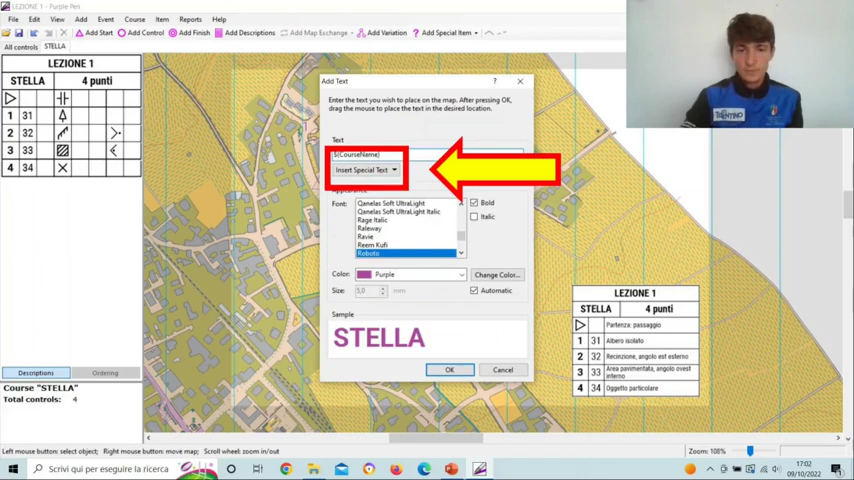 LEZIONE 1 - Purple Pen
File Edit View Add Event Course Item Reports Help
Add Start Add Control Add Finish Add Descriptions Add Map Exchange Add Variation Add Special Item
All controls STELLA
LEZIONE 1
STELLA 4 punti
1 31
2 32
3 33
4 34
Descriptions Ordering
Course "STELLA"
Total controls: 4
Add Text
? ×
Enter the text you wish to place on the map. After pressing OK,
drag the mouse to place the text in the desired location.
Text
$(CourseName)
Insert Special Text
Appearance
Font:
Qanelas Soft UltraLight
Qanelas Soft UltraLight Italic
Rage Italic
Raleway
Ravie
Reem Kufi
Roboto
Bold
Italic
Color: Purple Change Color...
Size: 5,0 mm Automatic
Sample
STELLA
OK Cancel
TRENTINO
LEZIONE 1
STELLA 4 punti
Partenza: passaggio
1 31 Albero isolato
2 32 Recinzione, angolo est esterno
3 33 Area pavimentata, angolo ovest
interno
4 34 Oggetto particolare
Left mouse button: select object; Right mouse button: move map; Scroll wheel: zoom in/out
Zoom: 108%
Scrivi qui per eseguire la ricerca
17:02
09/10/2022